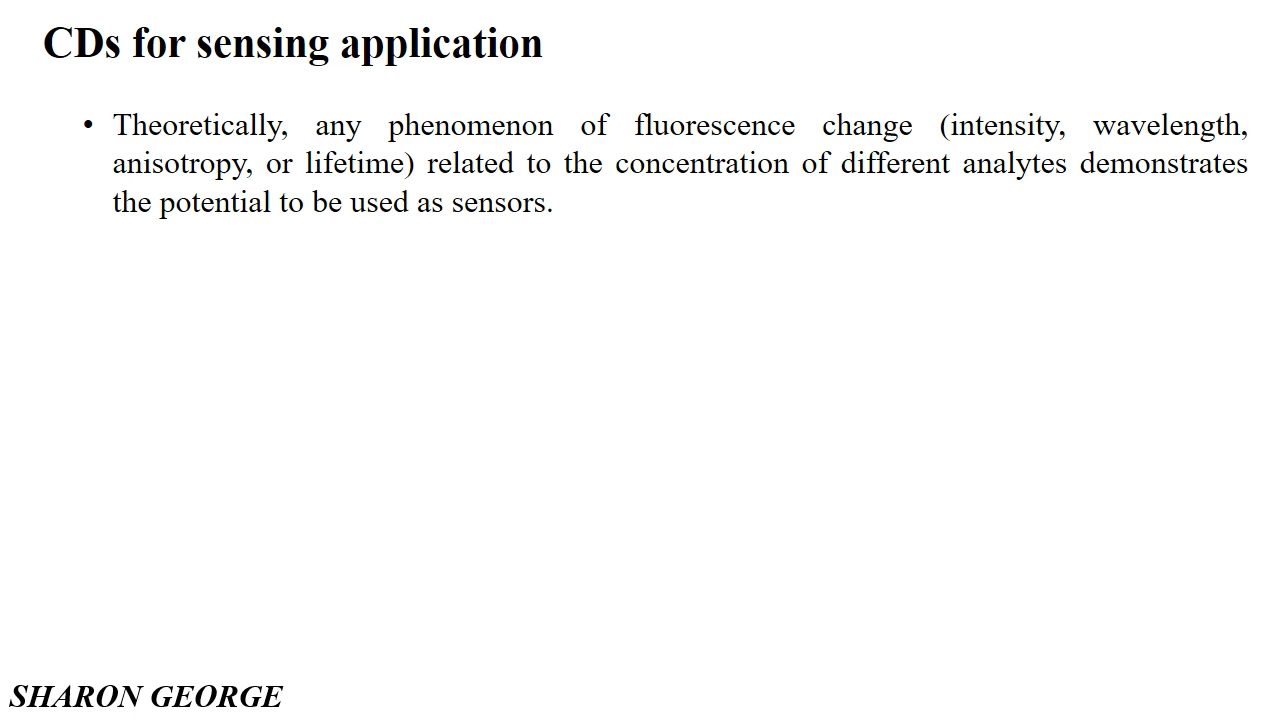 CDs for sensing application
• Theoretically, any phenomenon of fluorescence change (intensity, wavelength,
anisotropy, or lifetime) related to the concentration of different analytes demonstrates
the potential to be used as sensors.
SHARON GEORGE